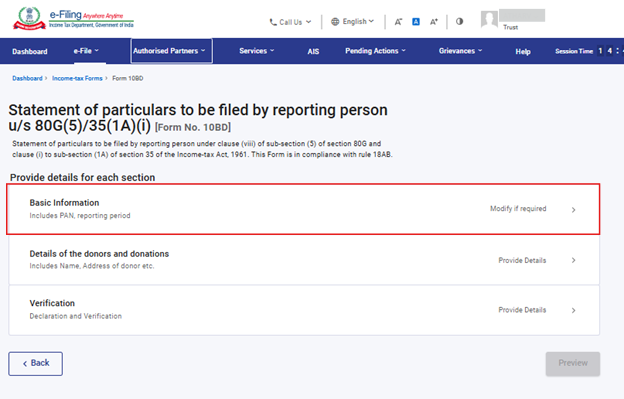 e-Filing Anywhere Anytime
Income Tax Department, Government of India
Call Us
English
A- A A+
Trust
Dashboard e-File Authorised Partners Services AIS Pending Actions Grievances Help Session Time 1 4 :
Dashboard › Income-tax Forms › Form 10BD
Statement of particulars to be filed by reporting person
u/s 80G(5)/35(1A)(i) [Form No. 10BD]
Statement of particulars to be filed by reporting person under clause (viii) of sub-section (5) of section 80G and
clause (i) to sub-section (1A) of section 35 of the Income-tax Act, 1961. This Form is in compliance with rule 18AB.
Provide details for each section
Basic Information
Includes PAN, reporting period
Modify if required
Details of the donors and donations
Includes Name, Address of donor etc.
Provide Details
Verification
Declaration and Verification
Provide Details
Back
Preview